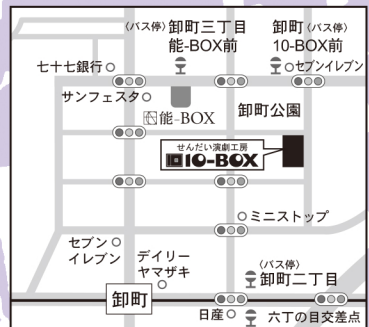 〈バス停〉卸町三丁目
能-BOX前
卸町〈バス停〉
10-BOX前
七十七銀行
セブンイレブン
サンフェスタ
能-BOX
卸町公園
せんだい演劇工房
10-BOX
ミニストップ
セブン
イレブン
デイリー
ヤマザキ
〈バス停〉
卸町二丁目
卸町
日産
六丁の目交差点